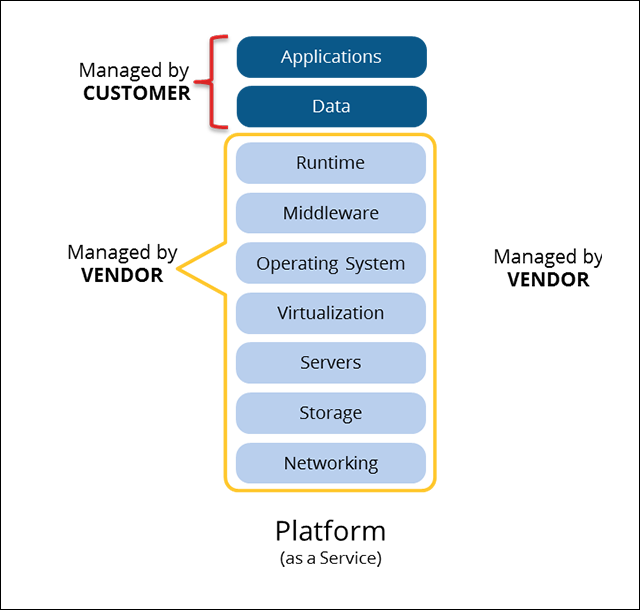 Applications
Managed by
CUSTOMER
Data
Runtime
Middleware
Managed by
VENDOR
Operating System
Managed by
VENDOR
Virtualization
Servers
Storage
Networking
Platform
(as a Service)